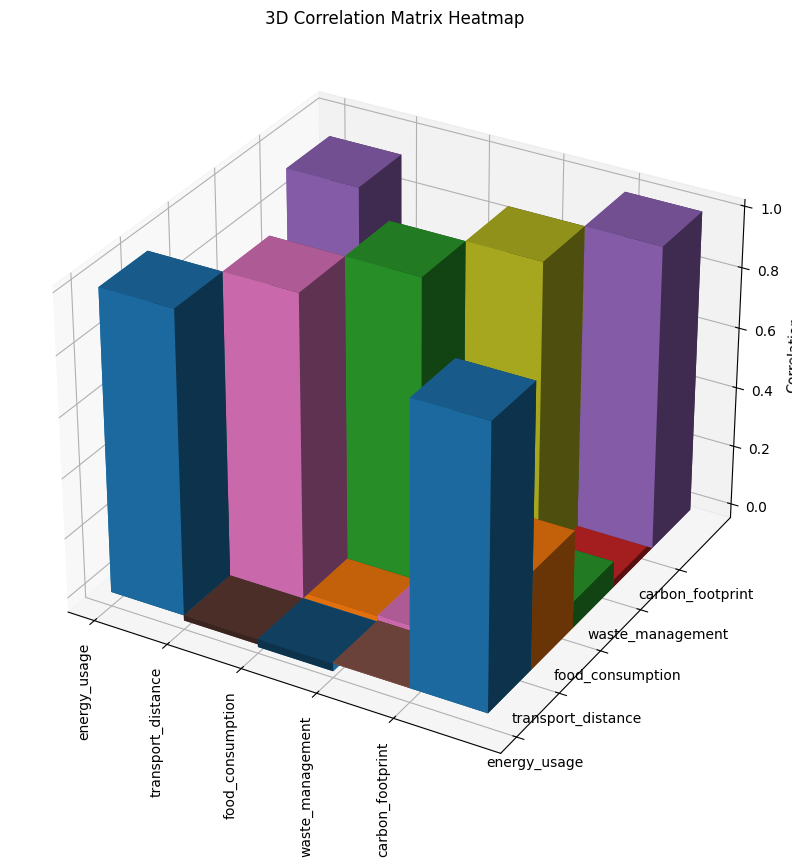 3D Correlation Matrix Heatmap
1.0
0.8
Correlation
0.6
0.4
0.2
0.0
carbon_footprint
waste_management
food_consumption
transport_distance
energy_usage
energy_usage
transport_distance
food_consumption
waste_management
carbon_footprint